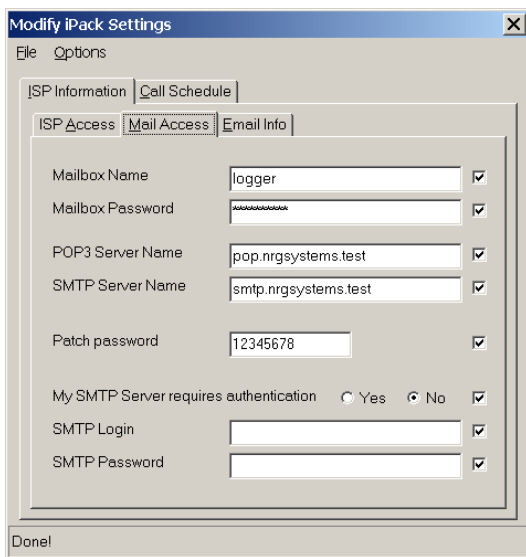 Modify iPack Settings
File Options
ISP Information Call Schedule
ISP Access Mail Access Email Info
Mailbox Name logger
Mailbox Password **********
POP3 Server Name pop.nrgsystems.test
SMTP Server Name smtp.nrgsystems.test
Patch password 12345678
My SMTP Server requires authentication Yes No
SMTP Login
SMTP Password
Done!